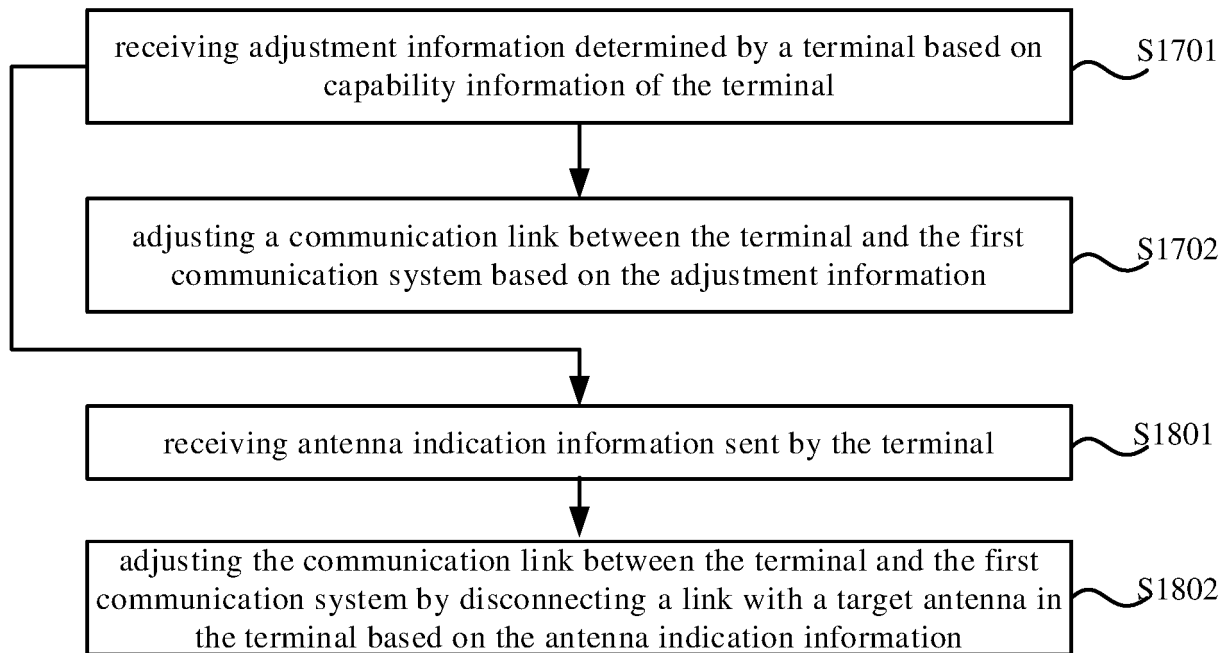 receiving adjustment information determined by a terminal based on
capability information of the terminal
S1701
adjusting a communication link between the terminal and the first
communication system based on the adjustment information
S1702
receiving antenna indication information sent by the terminal
S1801
adjusting the communication link between the terminal and the first
communication system by disconnecting a link with a target antenna in
the terminal based on the antenna indication information
S1802